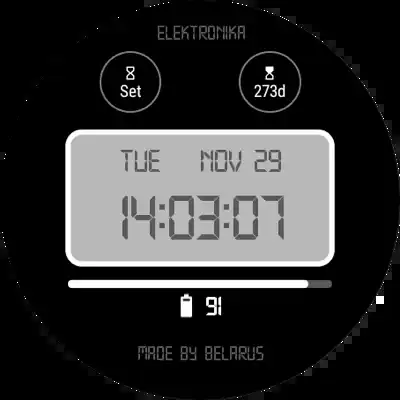 ELEKTRONIKA
Set 273d
TUE NOV 29
14:03:07
91
MADE BY BELARUS